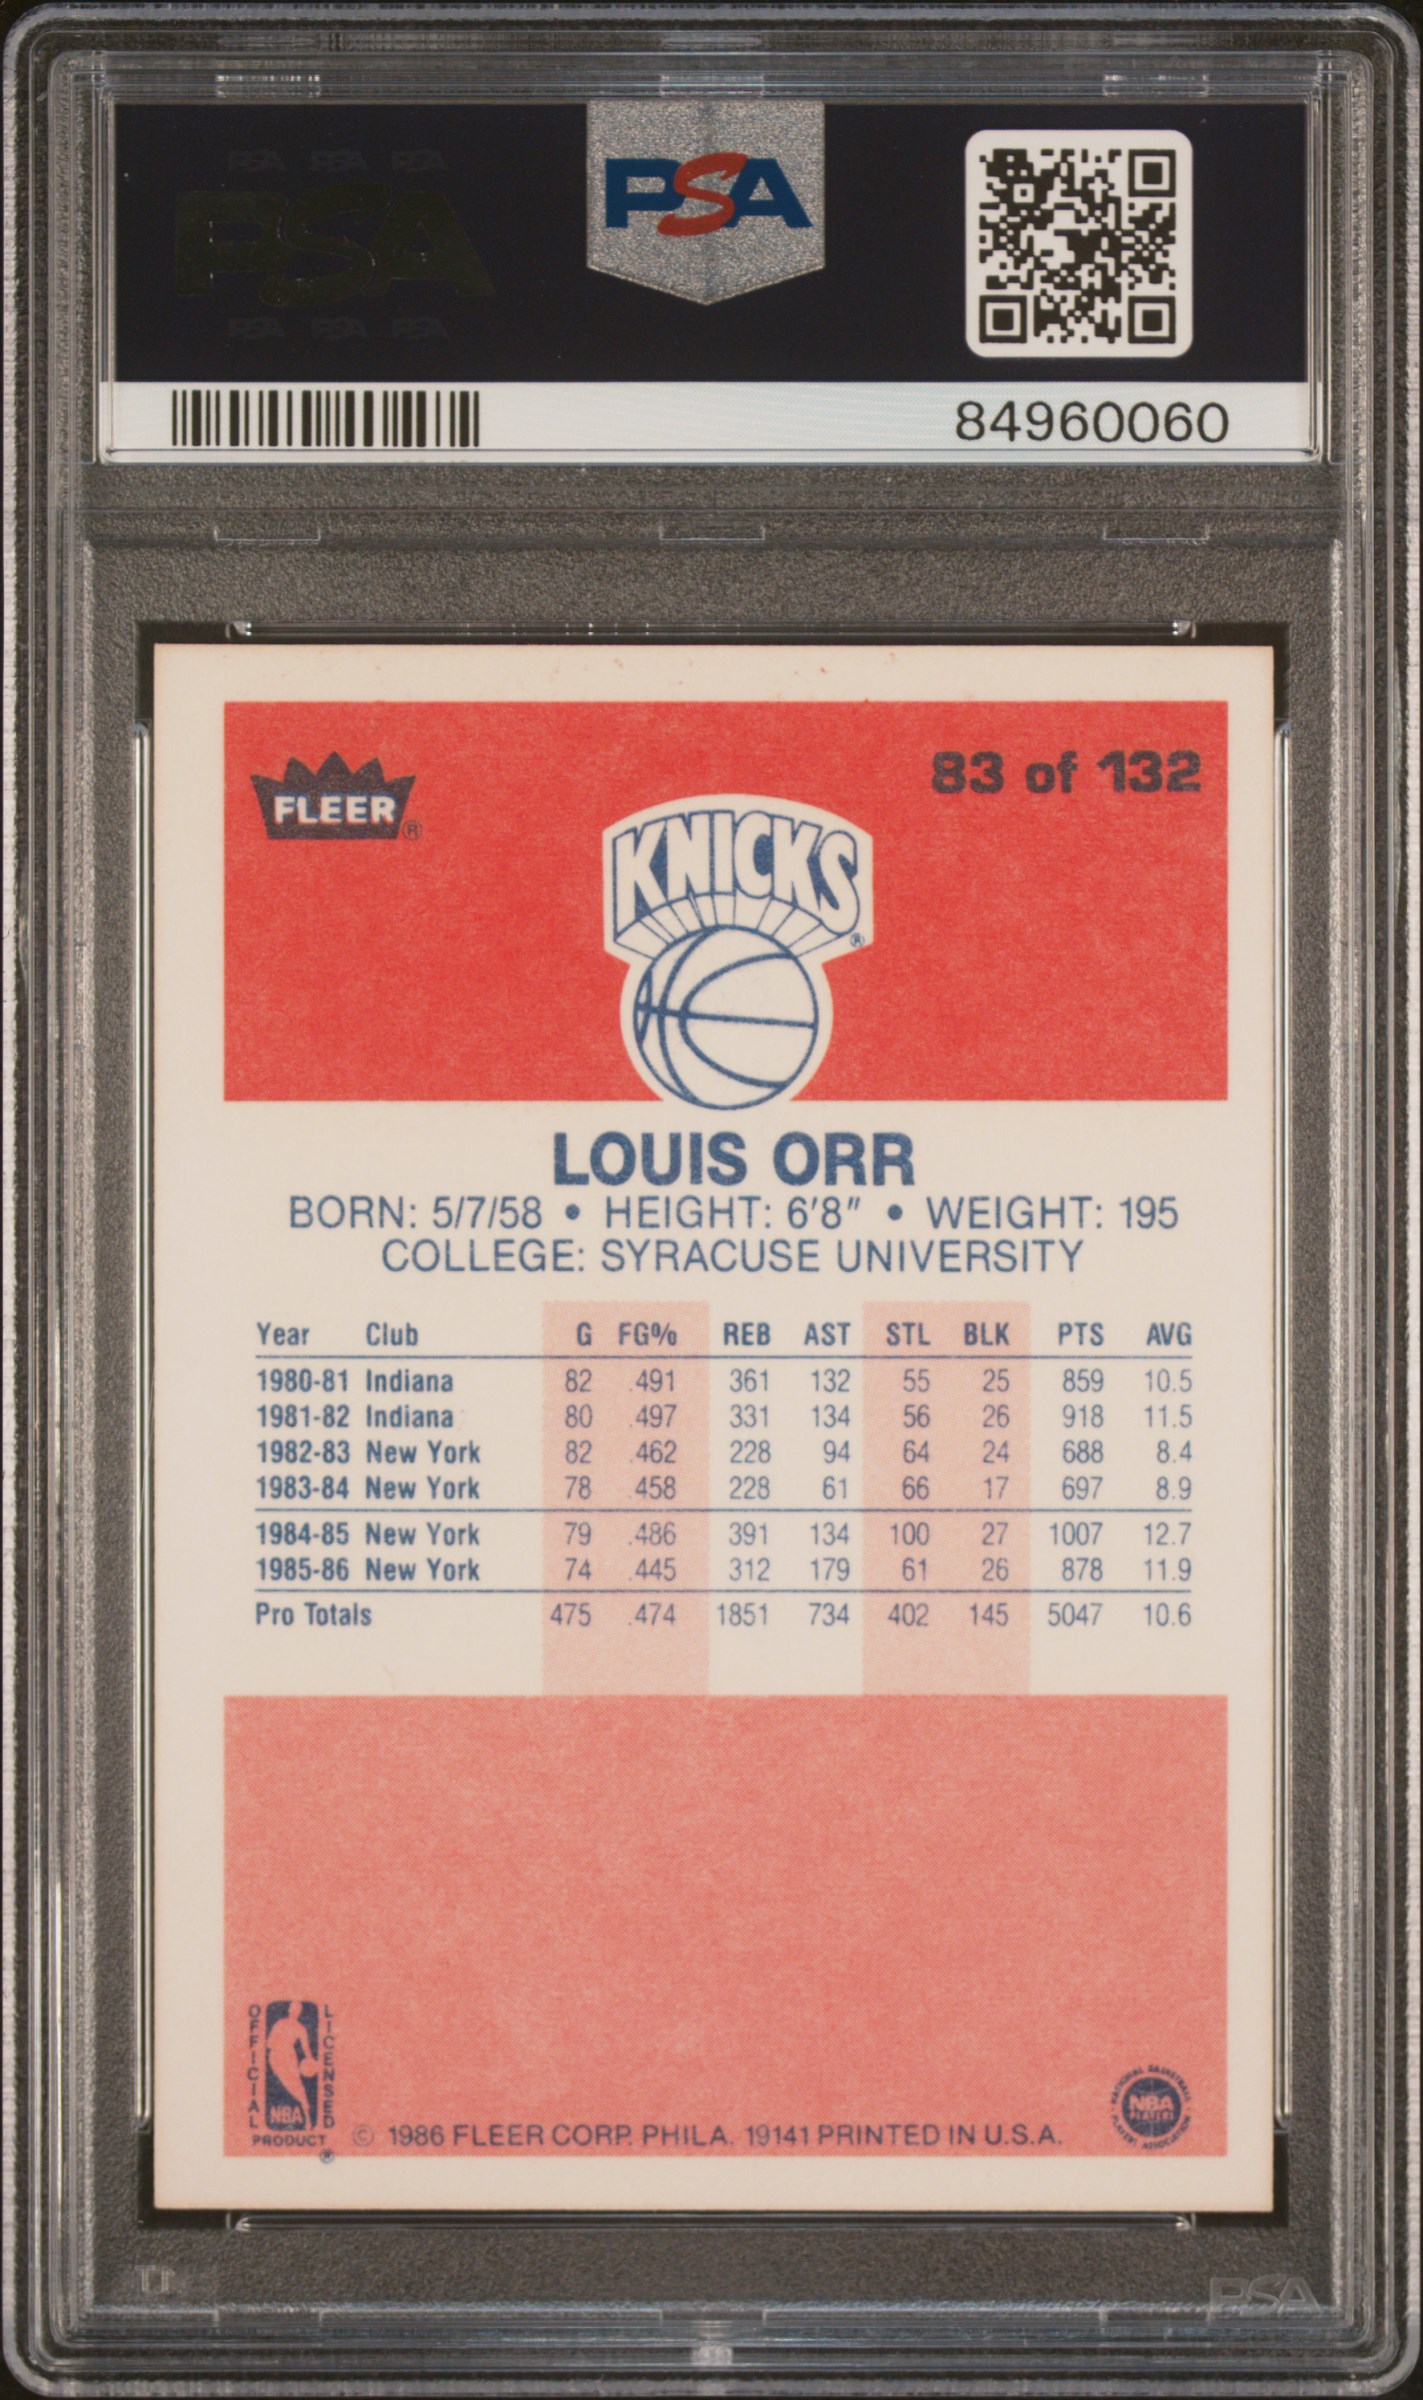 PSA
84960060
FLEER®
83 of 132
KNICKS®
LOUIS ORR
BORN: 5/7/58 • HEIGHT: 6'8" • WEIGHT: 195
COLLEGE: SYRACUSE UNIVERSITY
Year Club G FG% REB AST STL BLK PTS AVG
1980-81 Indiana 82 .491 361 132 55 25 859 10.5
1981-82 Indiana 80 .497 331 134 56 26 918 11.5
1982-83 New York 82 .462 228 94 64 24 688 8.4
1983-84 New York 78 .458 228 61 66 17 697 8.9
1984-85 New York 79 .486 391 134 100 27 1007 12.7
1985-86 New York 74 .445 312 179 61 26 878 11.9
Pro Totals 475 .474 1851 734 402 145 5047 10.6
OFFICIAL LICENSED
NBA
PRODUCT ®
© 1986 FLEER CORP. PHILA. 19141 PRINTED IN U.S.A.
NATIONAL BASKETBALL
NBA
PLAYERS
PLAYERS ASSOCIATION
PSA